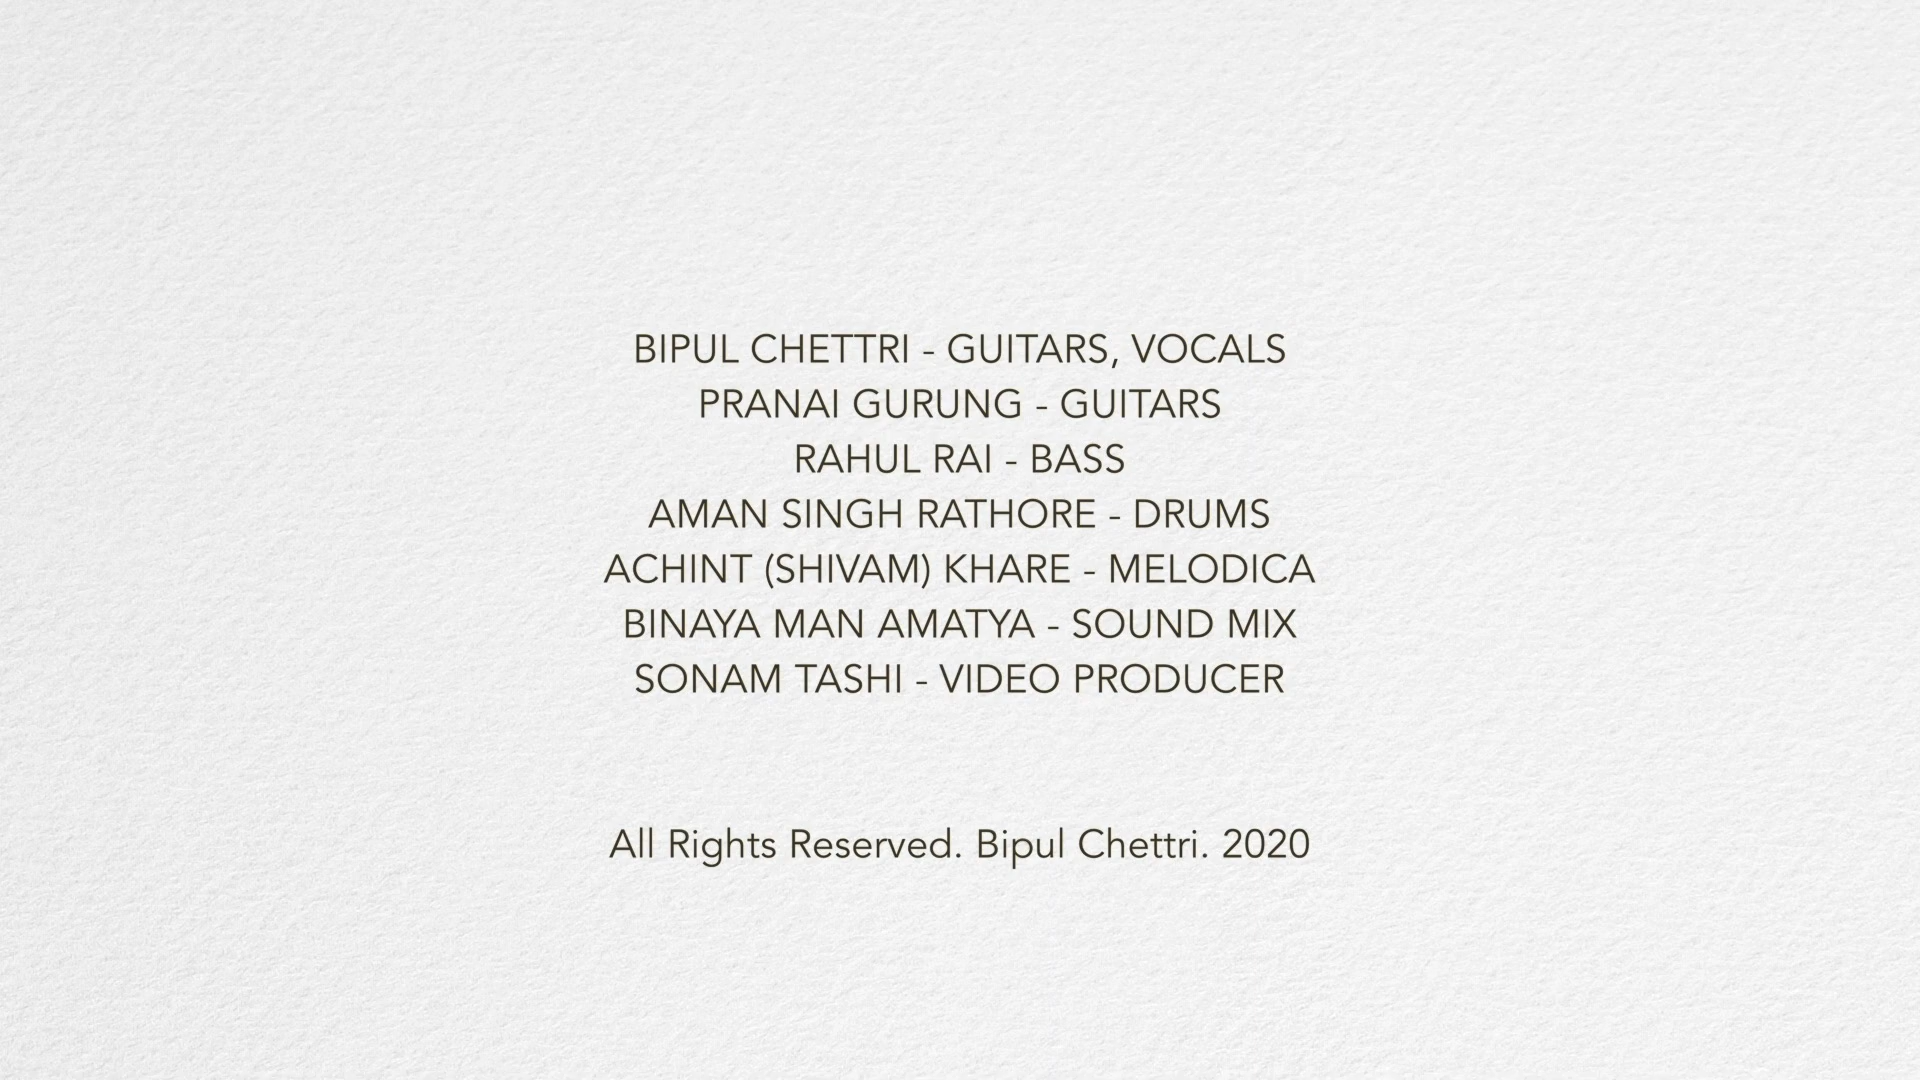 BIPUL CHETTRI - GUITARS, VOCALS
PRANAI GURUNG - GUITARS
RAHUL RAI - BASS
AMAN SINGH RATHORE - DRUMS
ACHINT (SHIVAM) KHARE - MELODICA
BINAYA MAN AMATYA - SOUND MIX
SONAM TASHI - VIDEO PRODUCER
All Rights Reserved. Bipul Chettri. 2020